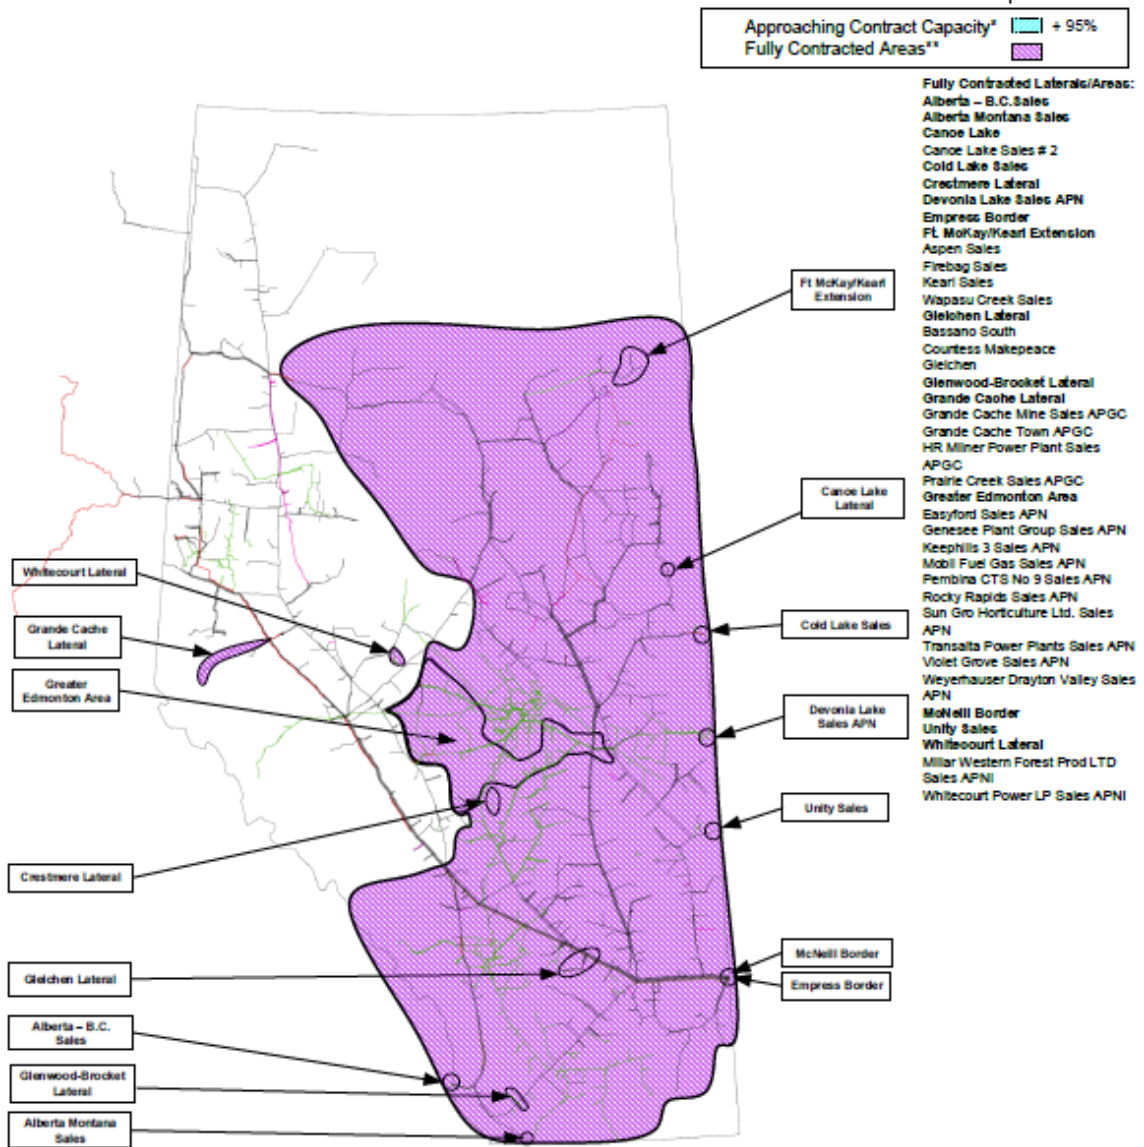 Approaching Contract Capacity* + 95%
Fully Contracted Areas**
Fully Contracted Laterals/Areas:
Alberta – B.C.Sales
Alberta Montana Sales
Canoe Lake
Canoe Lake Sales # 2
Cold Lake Sales
Crestmere Lateral
Devonia Lake Sales APN
Empress Border
Ft. McKay/Kearl Extension
Aspen Sales
Firebag Sales
Kearl Sales
Wapasu Creek Sales
Gleichen Lateral
Bassano South
Countess Makepeace
Gleichen
Glenwood-Brocket Lateral
Grande Cache Lateral
Grande Cache Mine Sales APGC
Grande Cache Town APGC
HR Milner Power Plant Sales
APGC
Prairie Creek Sales APGC
Greater Edmonton Area
Easyford Sales APN
Genesee Plant Group Sales APN
Keephills 3 Sales APN
Mobil Fuel Gas Sales APN
Pembina CTS No 9 Sales APN
Rocky Rapids Sales APN
Sun Gro Horticulture Ltd. Sales
APN
Transalta Power Plants Sales APN
Violet Grove Sales APN
Weyerhauser Drayton Valley Sales
APN
McNeill Border
Unity Sales
Whitecourt Lateral
Millar Western Forest Prod LTD
Sales APNI
Whitecourt Power LP Sales APNI
Ft McKay/Kearl
Extension
Canoe Lake
Lateral
Cold Lake Sales
Devonia Lake
Sales APN
Unity Sales
McNeill Border
Empress Border
Whitecourt Lateral
Grande Cache
Lateral
Greater
Edmonton Area
Crestmere Lateral
Gleichen Lateral
Alberta – B.C.
Sales
Glenwood-Brocket
Lateral
Alberta Montana
Sales